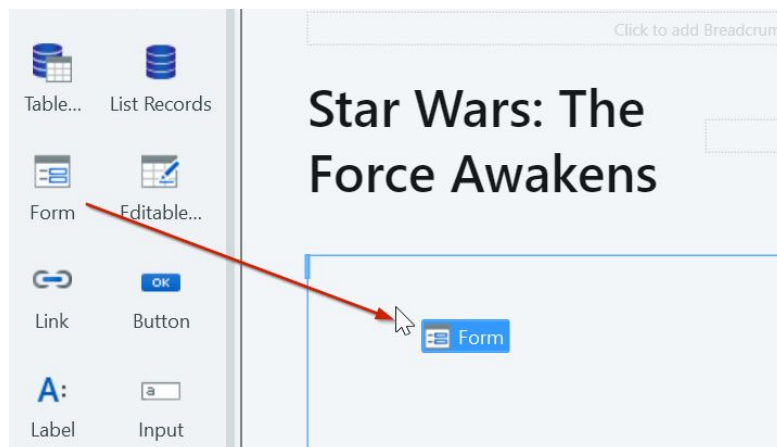 Click to add Breadcrum
Table... List Records
Star Wars: The
Force Awakens
Form Editable...
OK
Link Button
Form
A:
a
Label Input